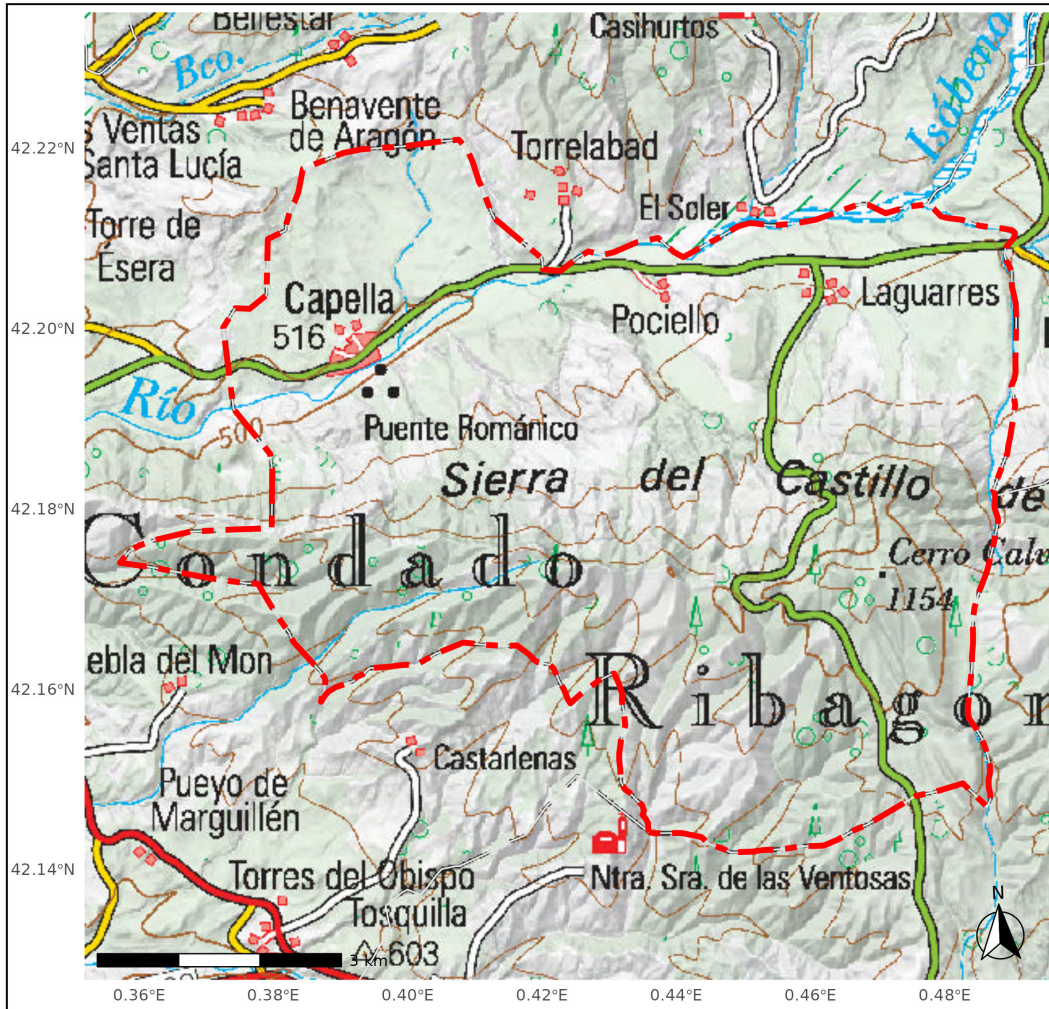 Benestar
Casihurtos
Bco.
Isábena
Benavente
de Aragón
s Ventas
Santa Lucía
Torrelabad
El Soler
Torre de
Ésera
Capella
516
Pociello
Laguarres
Río
500
Puente Románico
Sierra del Castillo de
Condado
Cerro Calv
1154
ebla del Mon
Ribagor
Castarlenas
Pueyo de
Marguillén
Torres del Obispo
Tosquilla
603
Ntra. Sra. de las Ventosas
N
3 km
42.22°N
42.20°N
42.18°N
42.16°N
42.14°N
0.36°E
0.38°E
0.40°E
0.42°E
0.44°E
0.46°E
0.48°E